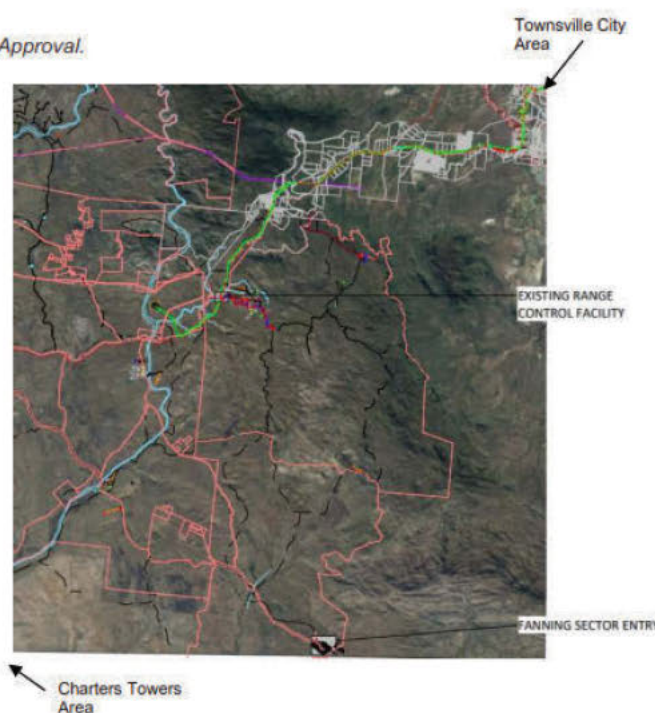 Townsville City
Area
Approval.
EXISTING RANGE
CONTROL FACILITY
FANNING SECTOR ENTRY
Charters Towers
Area